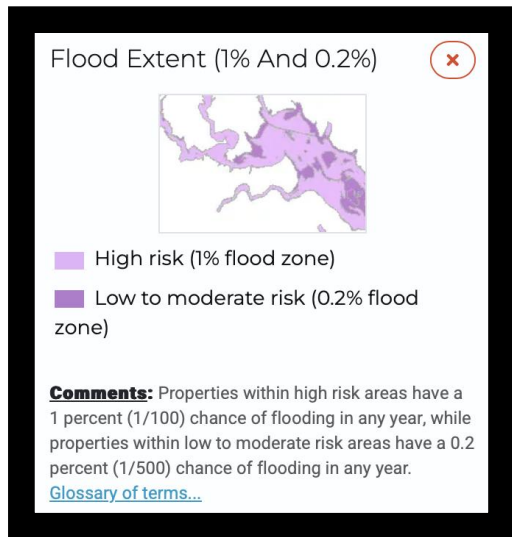 Flood Extent (1% And 0.2%)
High risk (1% flood zone)
Low to moderate risk (0.2% flood
zone)
Comments: Properties within high risk areas have a
1 percent (1/100) chance of flooding in any year, while
properties within low to moderate risk areas have a 0.2
percent (1/500) chance of flooding in any year.
Glossary of terms...